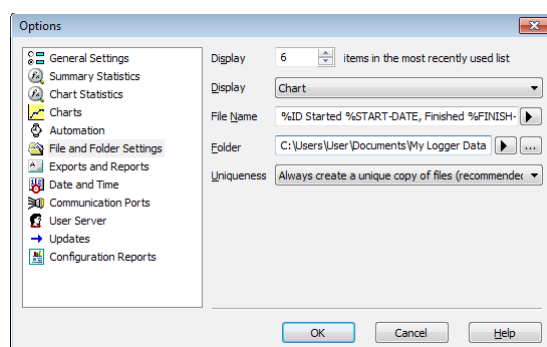 Options
General Settings
Summary Statistics
Chart Statistics
Charts
Automation
File and Folder Settings
Exports and Reports
Date and Time
Communication Ports
User Server
Updates
Configuration Reports
Display 6 items in the most recently used list
Display Chart
File Name %ID Started %START-DATE, Finished %FINISH-
Folder C:\Users\User\Documents\My Logger Data ...
Uniqueness Always create a unique copy of files (recommended
OK Cancel Help